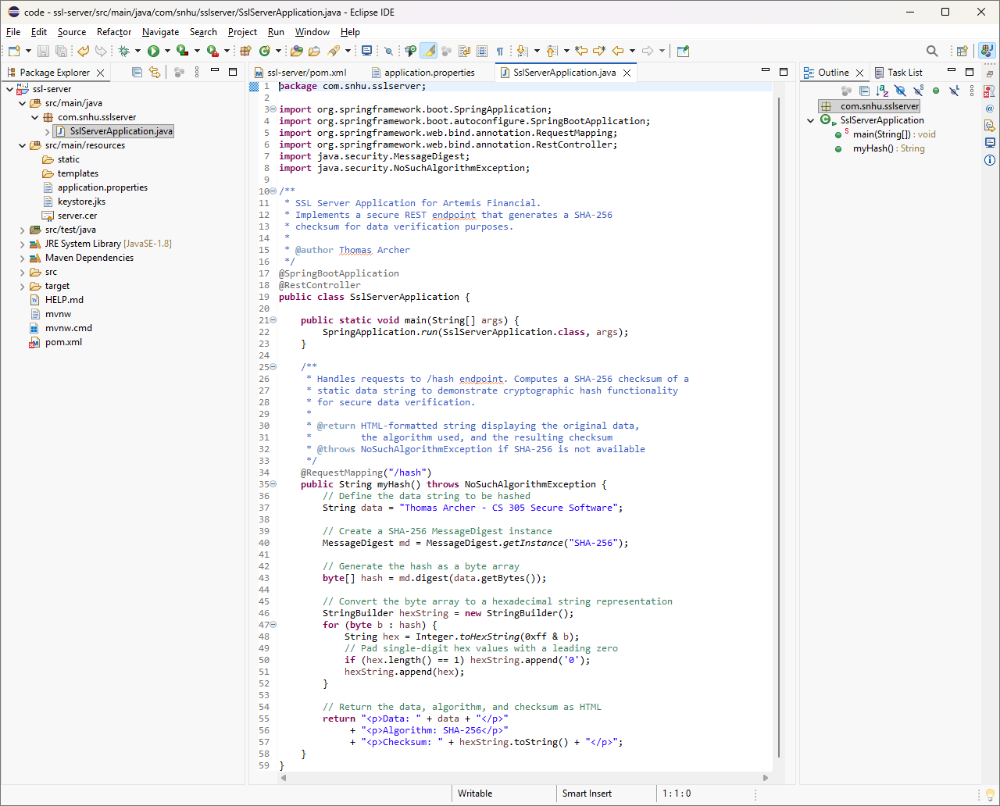 code - ssl-server/src/main/java/com/snhu/sslserver/SslServerApplication.java - Eclipse IDE
File Edit Source Refactor Navigate Search Project Run Window Help
Package Explorer
ssl-server
src/main/java
com.snhu.sslserver
SslServerApplication.java
src/main/resources
static
templates
application.properties
keystore.jks
server.cer
src/test/java
JRE System Library [JavaSE-1.8]
Maven Dependencies
src
target
HELP.md
mvnw
mvnw.cmd
pom.xml
ssl-server/pom.xml application.properties SslServerApplication.java
1 package com.snhu.sslserver;
2
3 import org.springframework.boot.SpringApplication;
4 import org.springframework.boot.autoconfigure.SpringBootApplication;
5 import org.springframework.web.bind.annotation.RequestMapping;
6 import org.springframework.web.bind.annotation.RestController;
7 import java.security.MessageDigest;
8 import java.security.NoSuchAlgorithmException;
9
10 /**
11  * SSL Server Application for Artemis Financial.
12  * Implements a secure REST endpoint that generates a SHA-256
13  * checksum for data verification purposes.
14  *
15  * @author Thomas Archer
16  */
17 @SpringBootApplication
18 @RestController
19 public class SslServerApplication {
20
21     public static void main(String[] args) {
22         SpringApplication.run(SslServerApplication.class, args);
23     }
24
25     /**
26      * Handles requests to /hash endpoint. Computes a SHA-256 checksum of a
27      * static data string to demonstrate cryptographic hash functionality
28      * for secure data verification.
29      *
30      * @return HTML-formatted string displaying the original data,
31      *         the algorithm used, and the resulting checksum
32      * @throws NoSuchAlgorithmException if SHA-256 is not available
33      */
34     @RequestMapping("/hash")
35     public String myHash() throws NoSuchAlgorithmException {
36         // Define the data string to be hashed
37         String data = "Thomas Archer - CS 305 Secure Software";
38
39         // Create a SHA-256 MessageDigest instance
40         MessageDigest md = MessageDigest.getInstance("SHA-256");
41
42         // Generate the hash as a byte array
43         byte[] hash = md.digest(data.getBytes());
44
45         // Convert the byte array to a hexadecimal string representation
46         StringBuilder hexString = new StringBuilder();
47         for (byte b : hash) {
48             String hex = Integer.toHexString(0xff & b);
49             // Pad single-digit hex values with a leading zero
50             if (hex.length() == 1) hexString.append('0');
51             hexString.append(hex);
52         }
53
54         // Return the data, algorithm, and checksum as HTML
55         return "<p>Data: " + data + "</p>"
56              + "<p>Algorithm: SHA-256</p>"
57              + "<p>Checksum: " + hexString.toString() + "</p>";
58     }
59 }
Outline Task List
com.snhu.sslserver
SslServerApplication
main(String[]) : void
myHash() : String
Writable Smart Insert 1 : 1 : 0